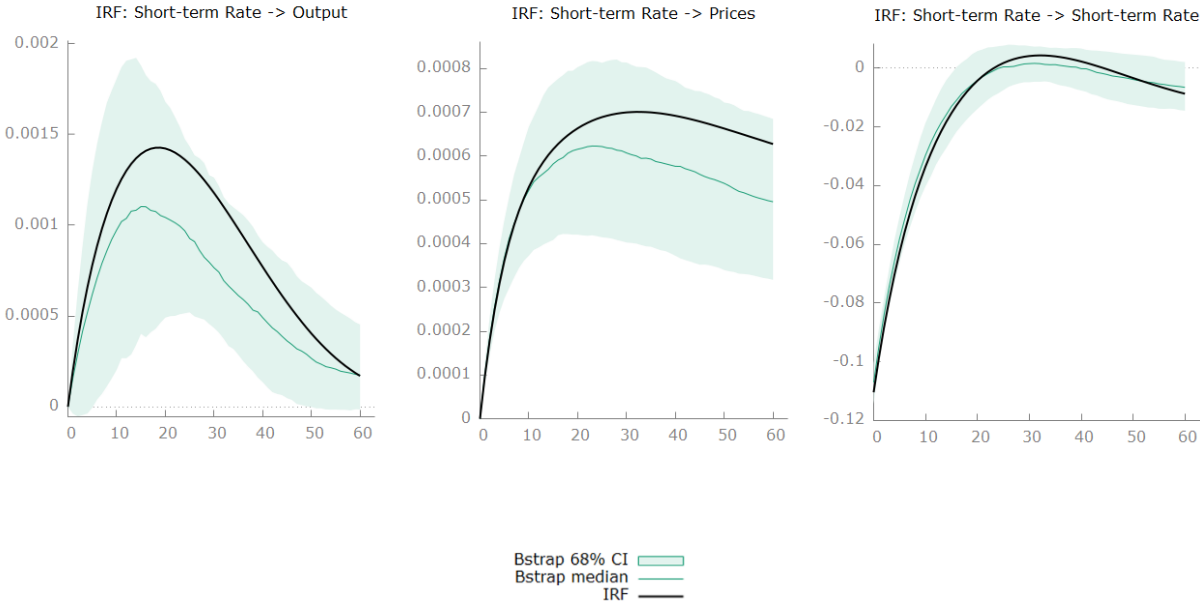 IRF: Short-term Rate -> Output
0.002
0.0015
0.001
0.0005
0
0 10 20 30 40 50 60
IRF: Short-term Rate -> Prices
0.0008
0.0007
0.0006
0.0005
0.0004
0.0003
0.0002
0.0001
0
0 10 20 30 40 50 60
IRF: Short-term Rate -> Short-term Rate
0
-0.02
-0.04
-0.06
-0.08
-0.1
-0.12
0 10 20 30 40 50 60
Bstrap 68% CI
Bstrap median
IRF